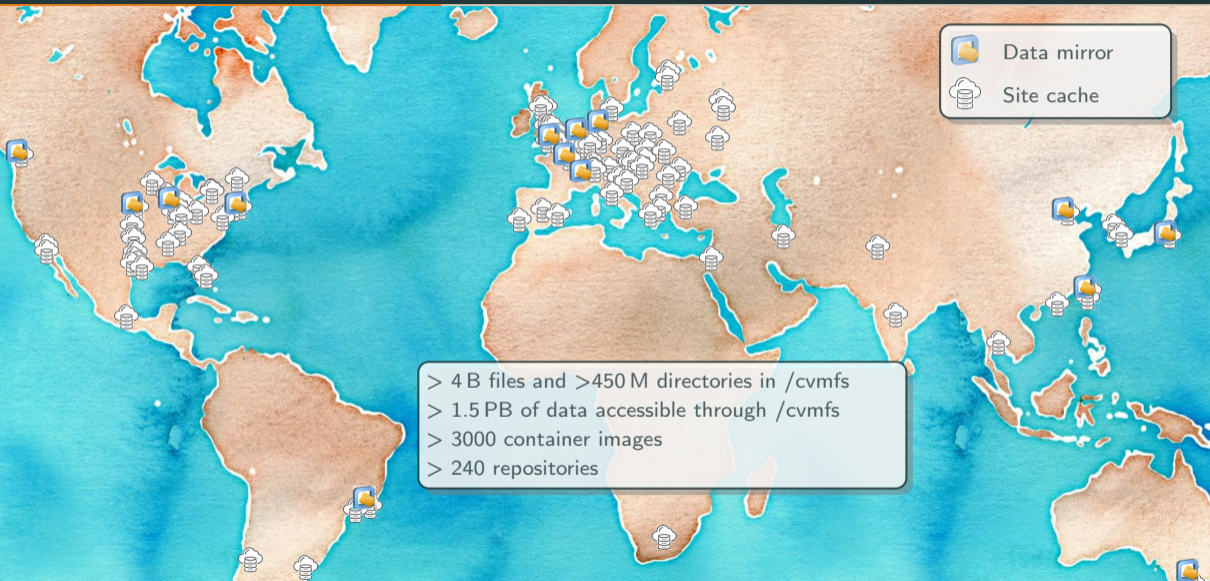 Data mirror
Site cache
> 4 B files and >450 M directories in /cvmfs
> 1.5 PB of data accessible through /cvmfs
> 3000 container images
> 240 repositories